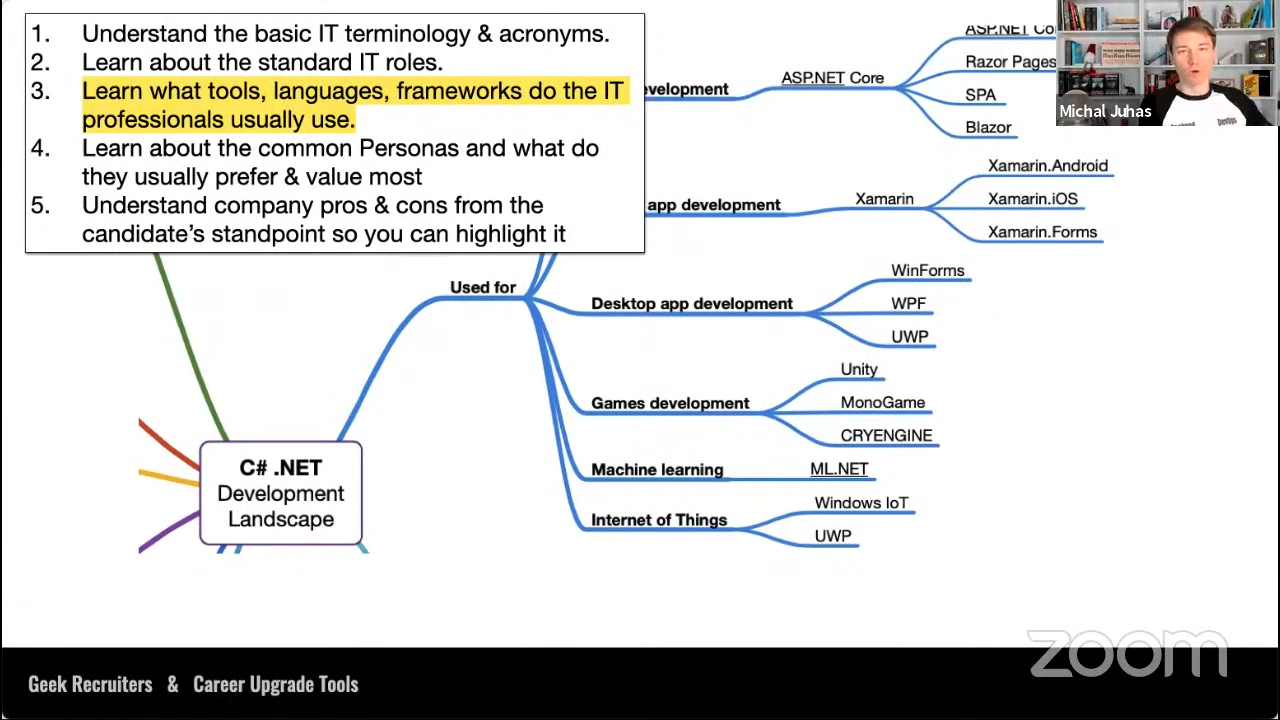 1. Understand the basic IT terminology & acronyms.
2. Learn about the standard IT roles.
3. Learn what tools, languages, frameworks do the IT
professionals usually use.
4. Learn about the common Personas and what do
they usually prefer & value most
5. Understand company pros & cons from the
candidate's standpoint so you can highlight it
evelopment
ASP.NET Core
ASP.NET Co
Razor Pages
SPA
Blazor
app development
Xamarin
Xamarin.Android
Xamarin.iOS
Xamarin.Forms
Used for
Desktop app development
WinForms
WPF
UWP
Games development
Unity
MonoGame
CRYENGINE
Machine learning
ML.NET
Internet of Things
Windows IoT
UWP
C# .NET
Development
Landscape
Michal Juhas
DevOps
zoom
Geek Recruiters & Career Upgrade Tools